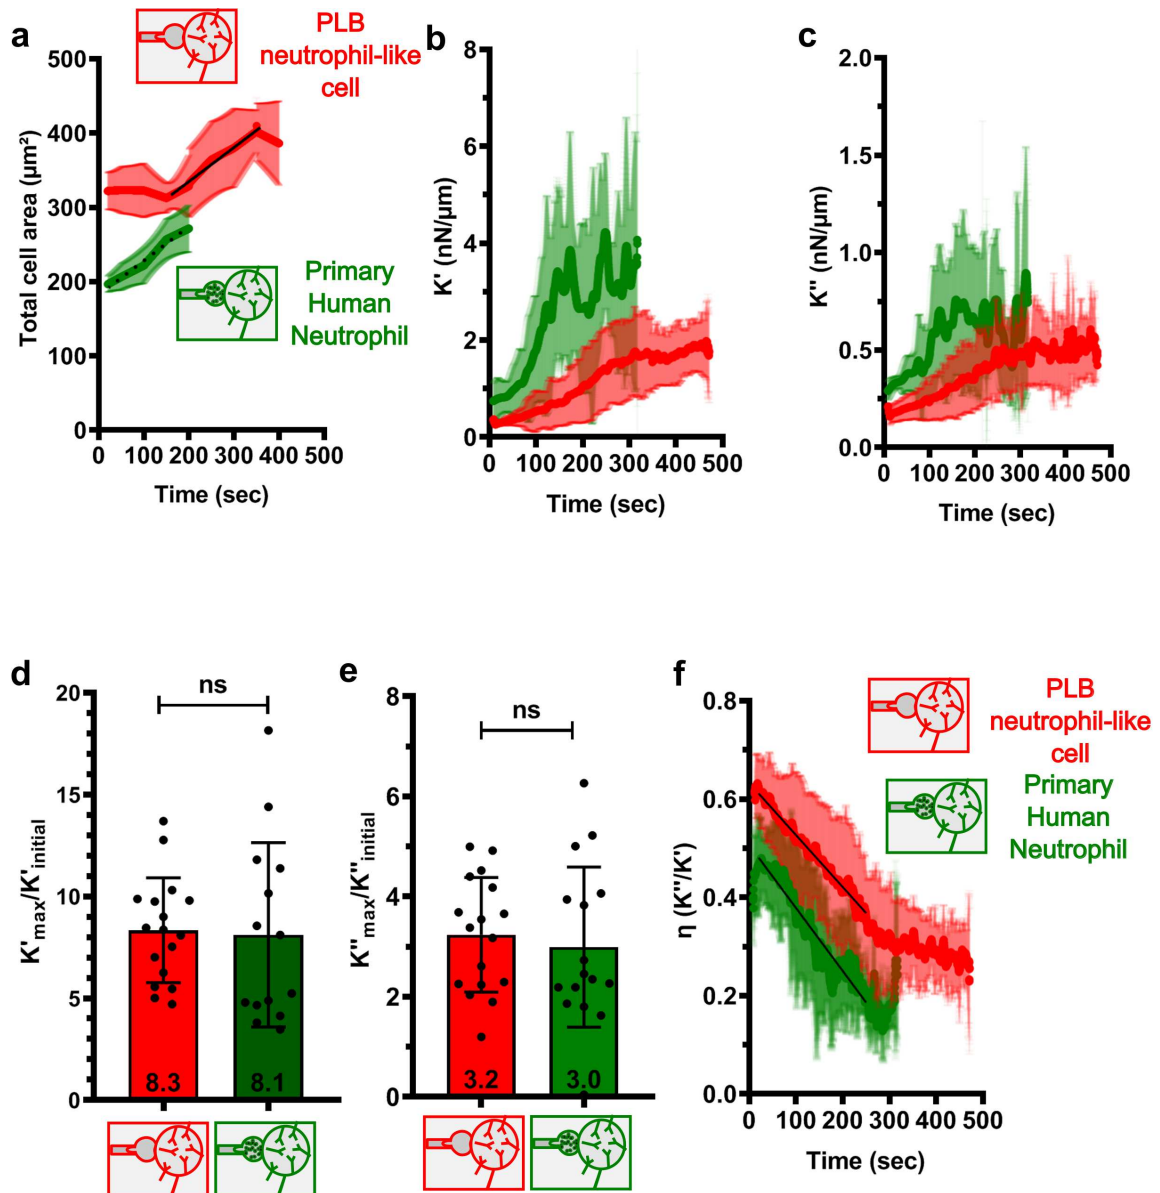 a
PLB
neutrophil-like
cell
Total cell area (µm²)
500
400
300
200
100
0
0 100 200 300 400 500
Time (sec)
Primary
Human
Neutrophil
b
K' (nN/µm)
8
6
4
2
0
0 100 200 300 400 500
Time (sec)
c
K" (nN/µm)
2.0
1.5
1.0
0.5
0.0
0 100 200 300 400 500
Time (sec)
d
ns
K'max/K'initial
20
15
10
5
0
8.3 8.1
e
ns
K"max/K"initial
8
6
4
2
0
3.2 3.0
f
PLB
neutrophil-like
cell
Primary
Human
Neutrophil
η (K"/K')
0.8
0.6
0.4
0.2
0.0
0 100 200 300 400 500
Time (sec)